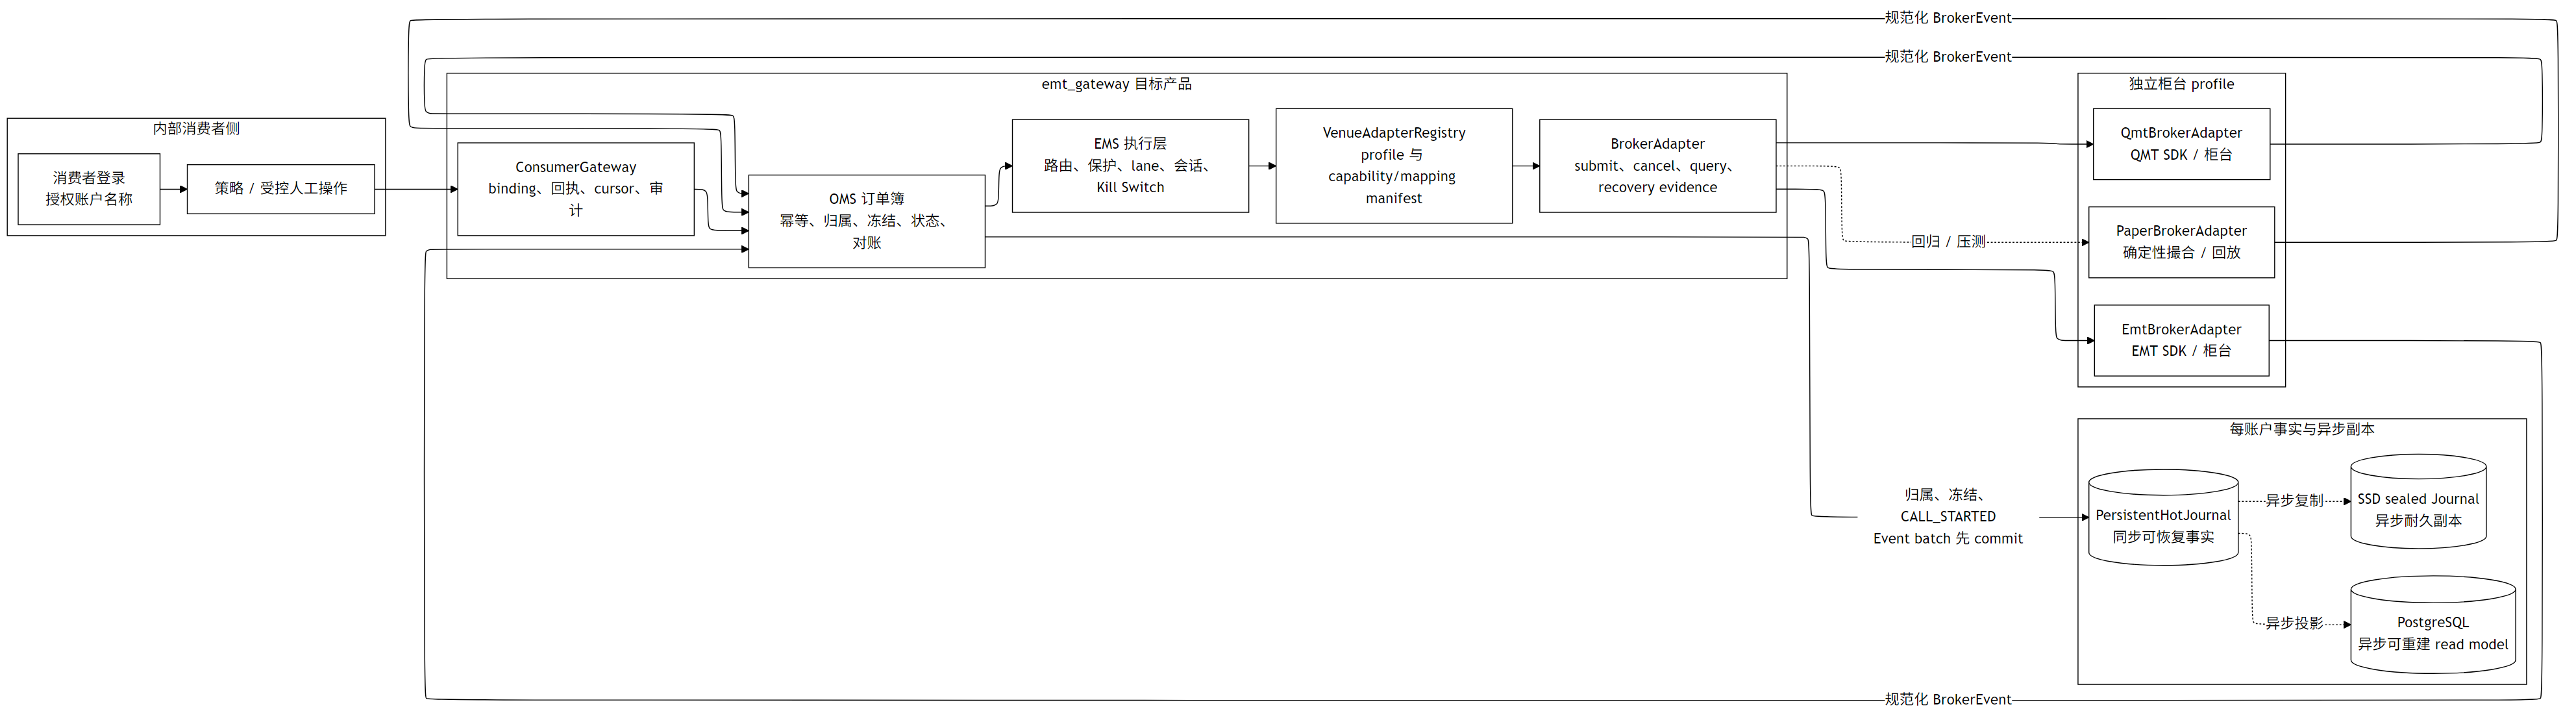 规范化 BrokerEvent
规范化 BrokerEvent
内部消费者侧
消费者登录
授权账户名称
策略 / 受控人工操作
emt_gateway 目标产品
ConsumerGateway
binding、回执、cursor、审
计
OMS 订单簿
幂等、归属、冻结、状态、
对账
EMS 执行层
路由、保护、lane、会话、
Kill Switch
VenueAdapterRegistry
profile 与
capability/mapping
manifest
BrokerAdapter
submit、cancel、query、
recovery evidence
回归 / 压测
独立柜台 profile
QmtBrokerAdapter
QMT SDK / 柜台
PaperBrokerAdapter
确定性撮合 / 回放
EmtBrokerAdapter
EMT SDK / 柜台
归属、冻结、
CALL_STARTED
Event batch 先 commit
每账户事实与异步副本
PersistentHotJournal
同步可恢复事实
异步复制
SSD sealed Journal
异步耐久副本
异步投影
PostgreSQL
异步可重建 read model
规范化 BrokerEvent